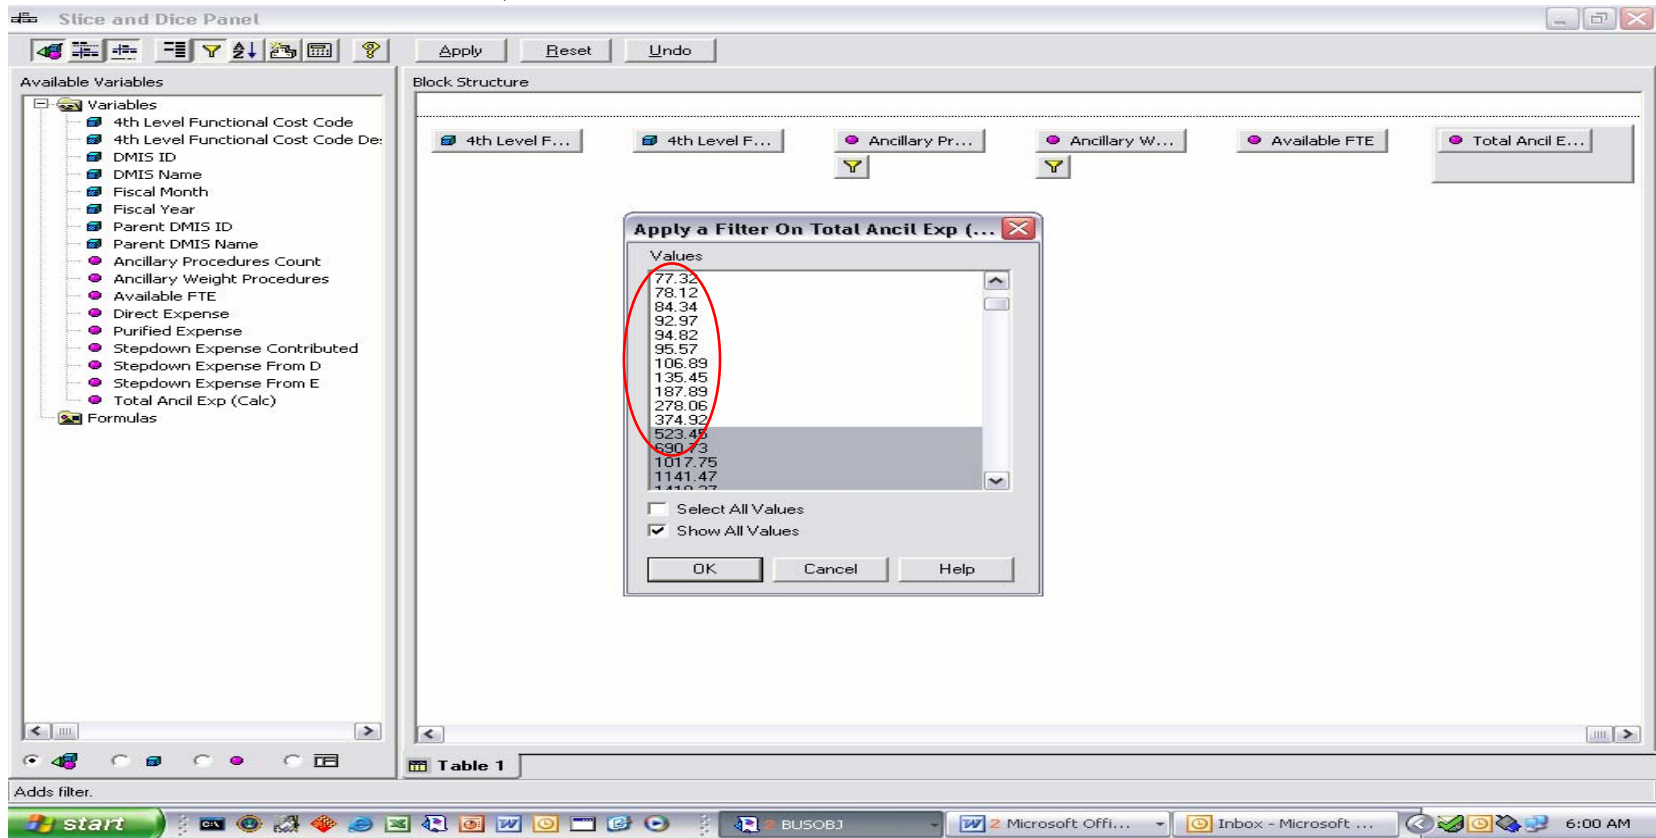 Slice and Dice Panel
Apply Reset Undo
Available Variables
Variables
4th Level Functional Cost Code
4th Level Functional Cost Code De
DMIS ID
DMIS Name
Fiscal Month
Fiscal Year
Parent DMIS ID
Parent DMIS Name
Ancillary Procedures Count
Ancillary Weight Procedures
Available FTE
Direct Expense
Purified Expense
Stepdown Expense Contributed
Stepdown Expense From D
Stepdown Expense From E
Total Ancil Exp (Calc)
Formulas
Block Structure
4th Level F... 4th Level F... Ancillary Pr... Ancillary W... Available FTE Total Ancil E...
Apply a Filter On Total Ancil Exp (...
Values
77.32
78.12
84.34
92.97
94.82
95.57
106.89
135.45
187.89
278.06
374.92
523.45
690.73
1017.75
1141.47
Select All Values
Show All Values
OK Cancel Help
Table 1
Adds filter.
start 2 BUSOBJ 2 Microsoft Offi... Inbox - Microsoft ... 6:00 AM